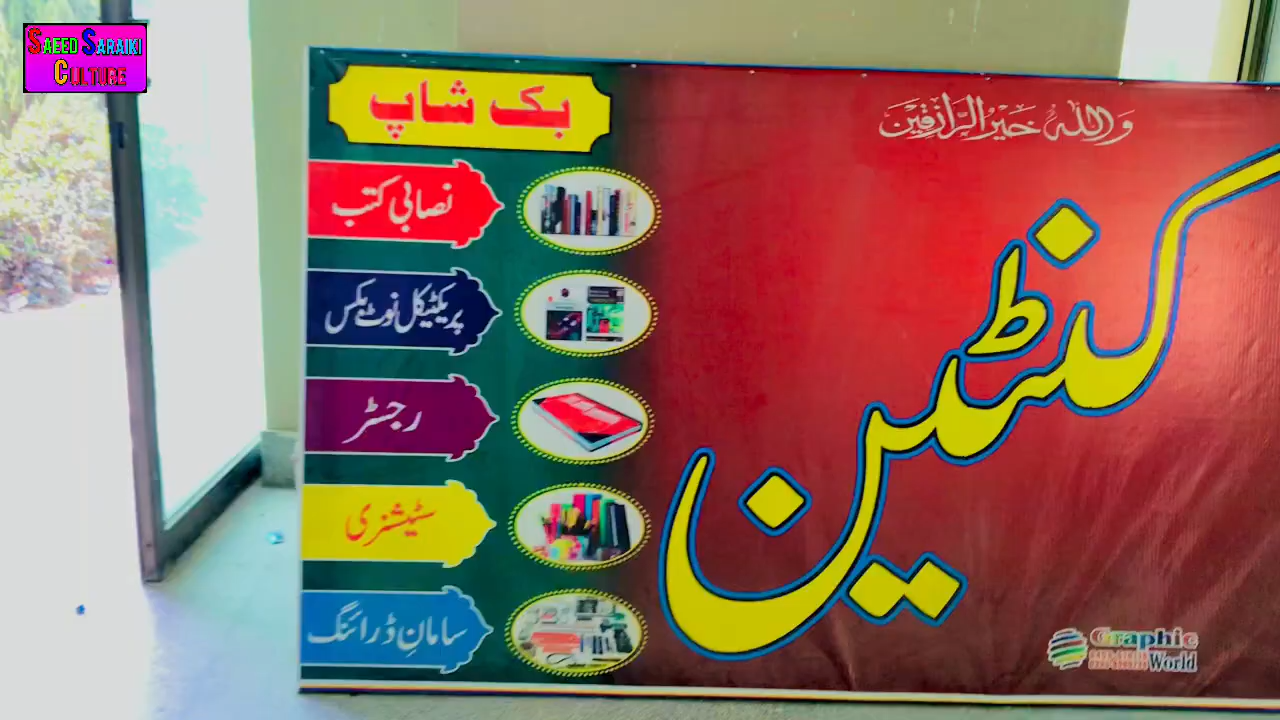 SAEED SARAIKI
CULTURE
بک شاپ
نصابی کتب
پریکٹیکل نوٹ بکس
رجسٹر
سٹیشنری
سامانِ ڈرائنگ
واللہ خیر الرازقین
کنٹین
Graphic
World